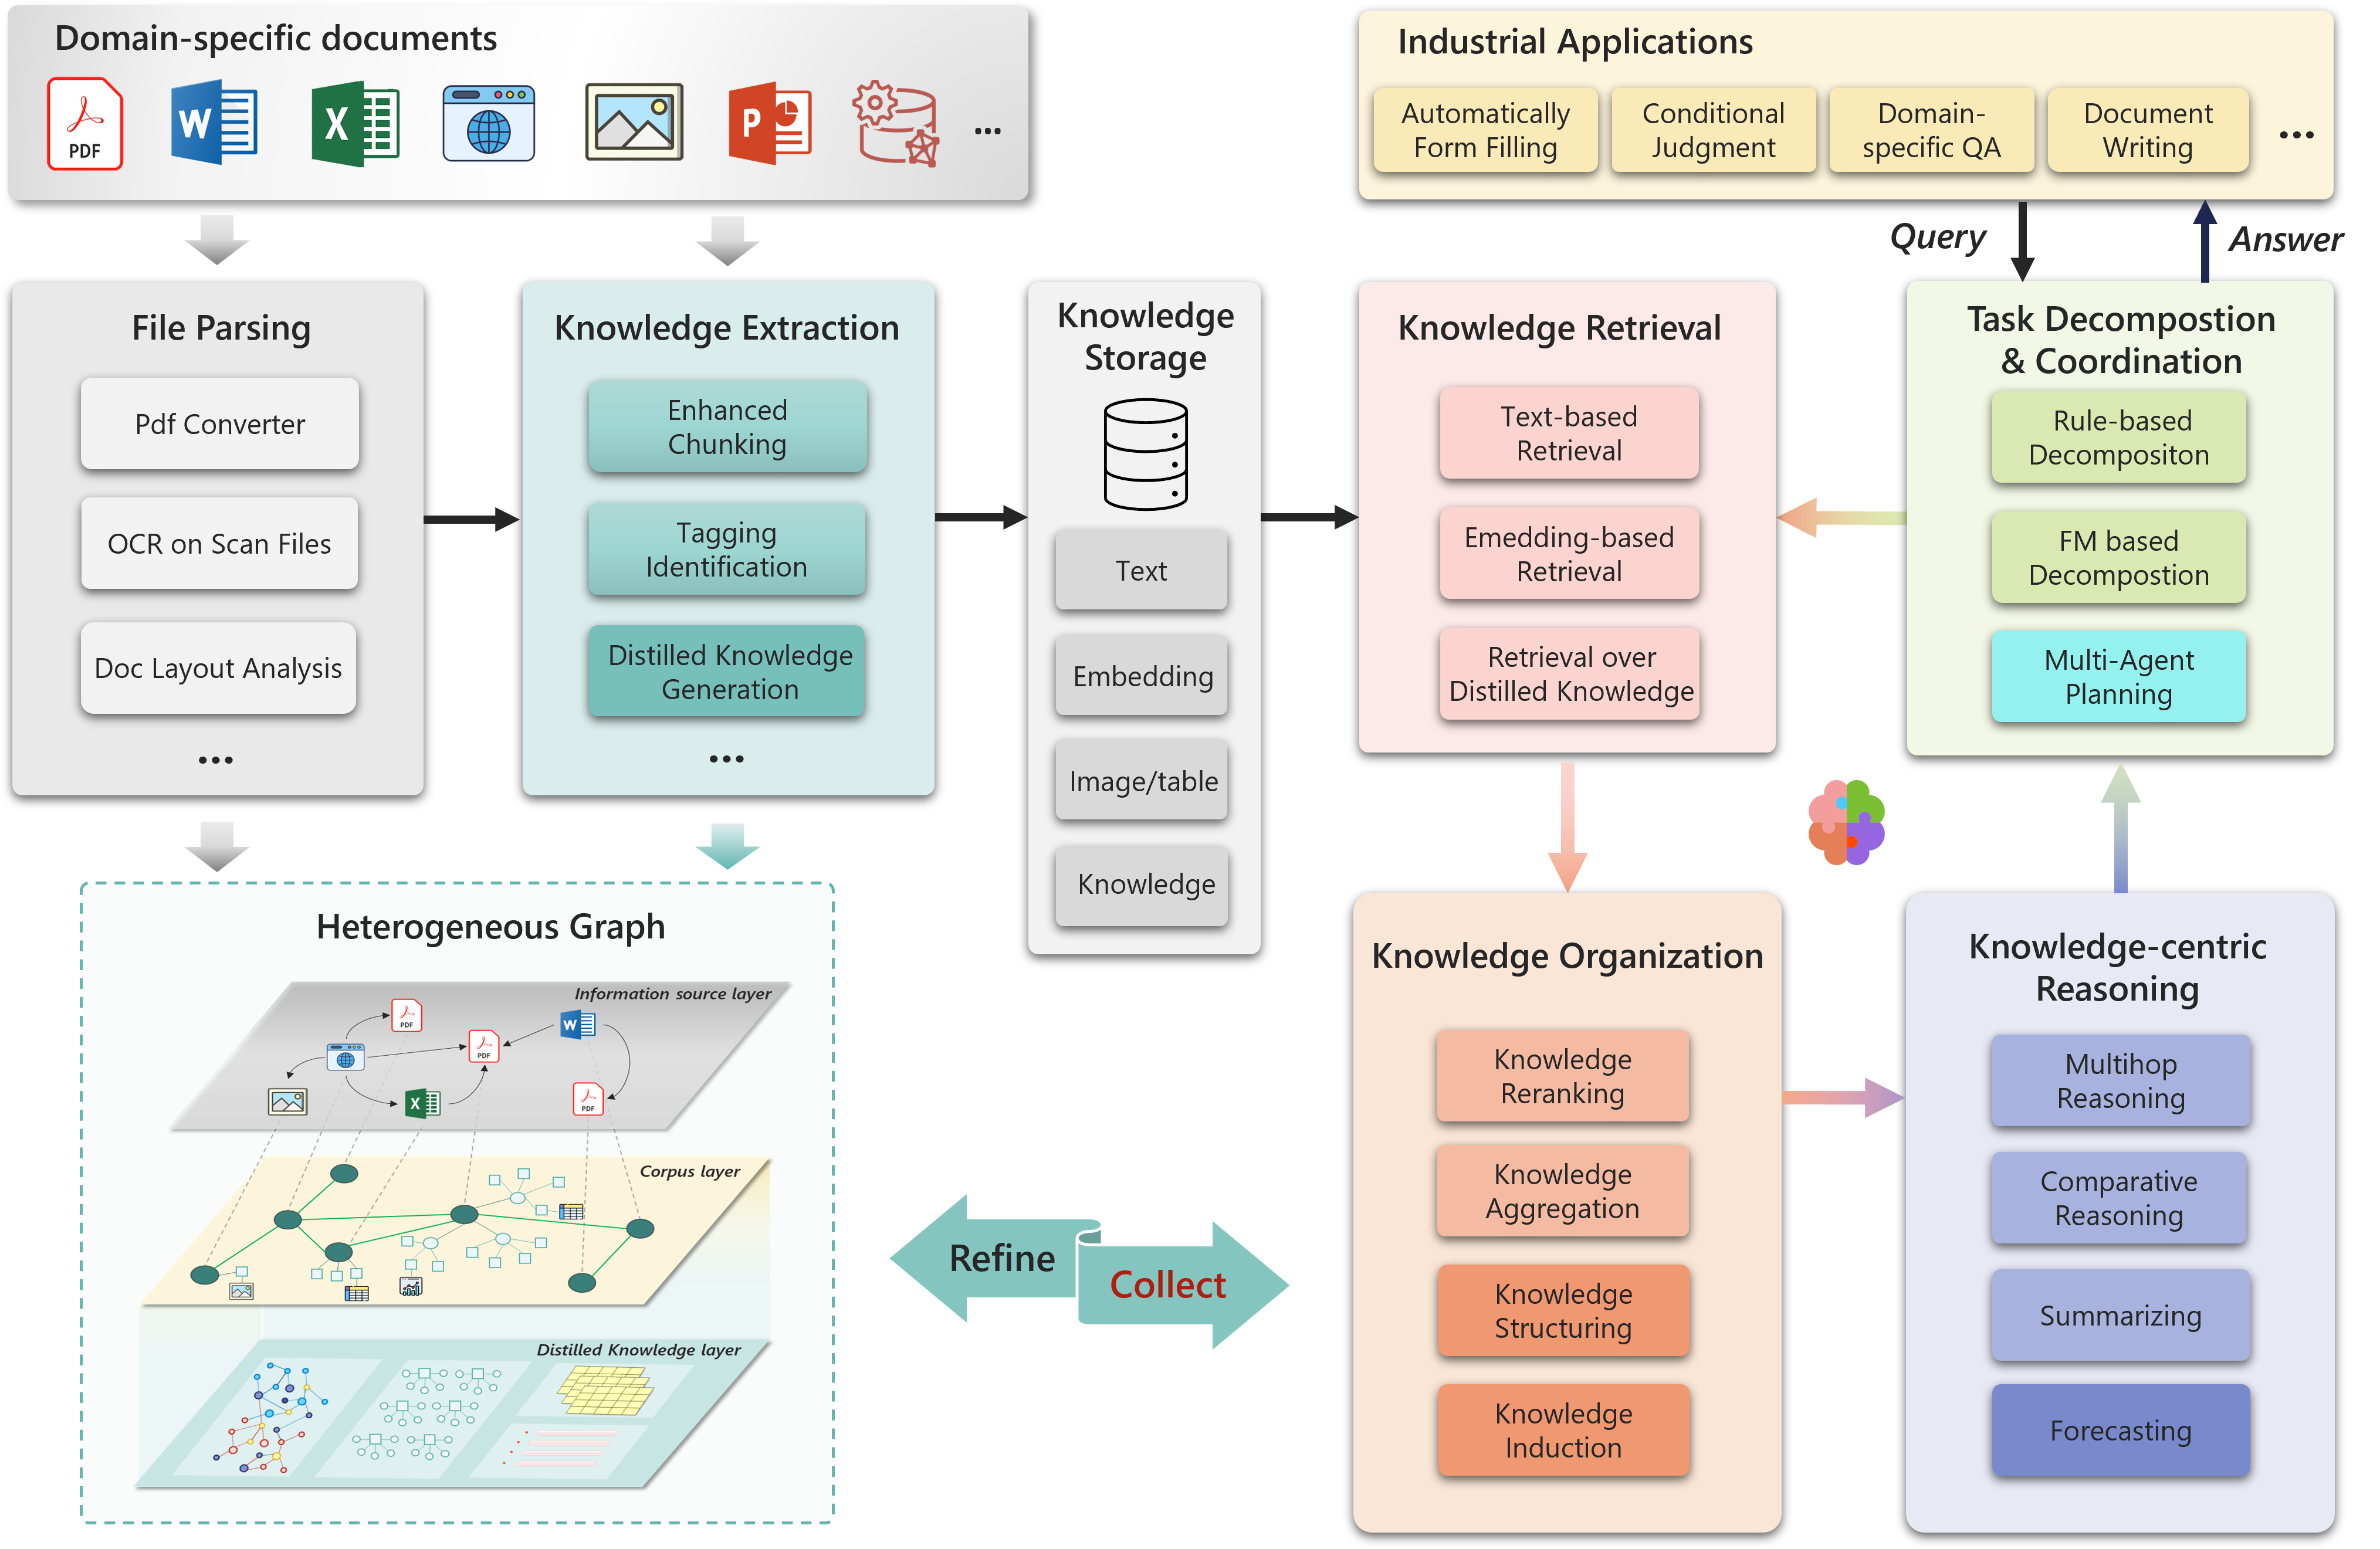 Domain-specific documents
PDF
W
X
P
...
Industrial Applications
Automatically
Form Filling
Conditional
Judgment
Domain-
specific QA
Document
Writing
...
Query
Answer
File Parsing
Pdf Converter
OCR on Scan Files
Doc Layout Analysis
...
Knowledge Extraction
Enhanced
Chunking
Tagging
Identification
Distilled Knowledge
Generation
...
Knowledge
Storage
Text
Embedding
Image/table
Knowledge
Knowledge Retrieval
Text-based
Retrieval
Emedding-based
Retrieval
Retrieval over
Distilled Knowledge
Task Decompostion
& Coordination
Rule-based
Decompositon
FM based
Decompostion
Multi-Agent
Planning
Heterogeneous Graph
Information source layer
PDF
W
PDF
X
PDF
Corpus layer
Distilled Knowledge layer
Refine
Collect
Knowledge Organization
Knowledge
Reranking
Knowledge
Aggregation
Knowledge
Structuring
Knowledge
Induction
Knowledge-centric
Reasoning
Multihop
Reasoning
Comparative
Reasoning
Summarizing
Forecasting